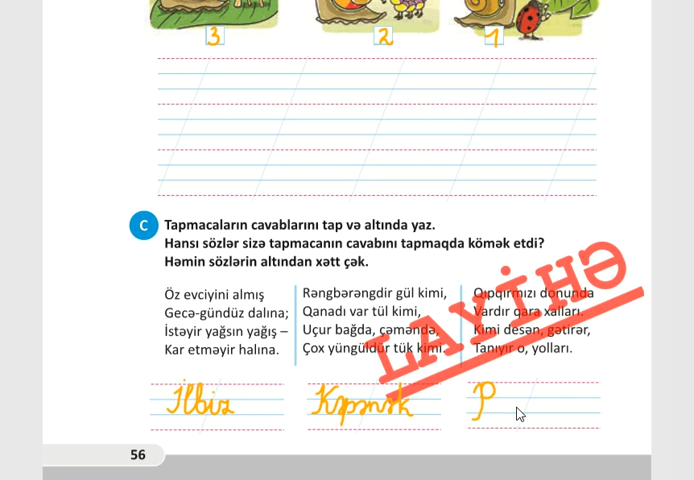 3 2 1
C Tapmacaların cavablarını tap və altında yaz.
Hansı sözlər sizə tapmacanın cavabını tapmaqda kömək etdi?
Həmin sözlərin altından xətt çək.
Öz evciyini almış
Gecə-gündüz dalına;
İstəyir yağsın yağış –
Kar etməyir halına.
Rəngbərəngdir gül kimi,
Qanadı var tül kimi,
Uçur bağda, çəməndə,
Çox yüngüldür tük kimi.
Qıpqırmızı donunda
Vardır qara xalları.
Kimi desən, gətirər,
Tanıyır o, yolları.
LAYİHƏ
İlbiz
Kəpənək
P
56